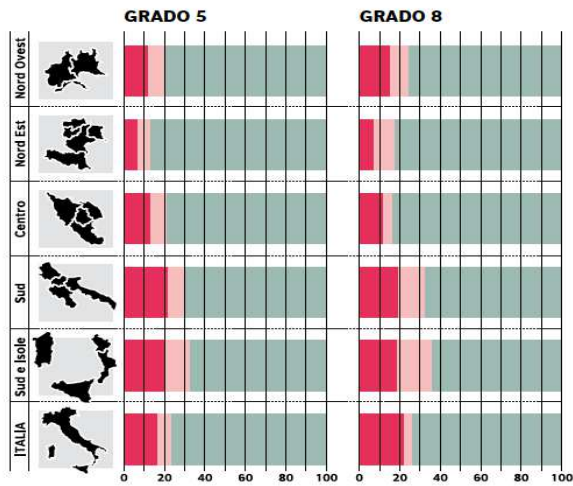 GRADO 5 GRADO 8
Nord Ovest
Nord Est
Centro
Sud
Sud e Isole
ITALIA
0 20 40 60 80 100 0 20 40 60 80 100